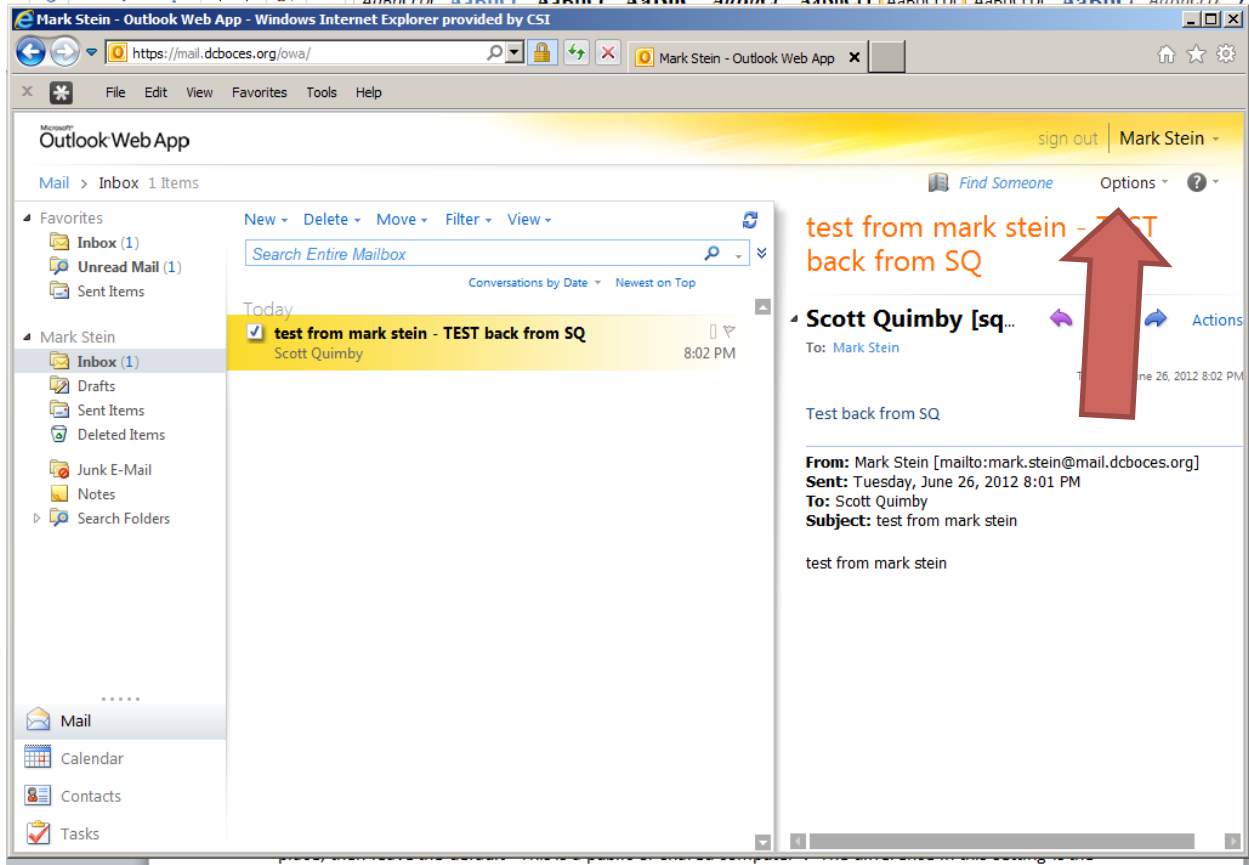 Mark Stein - Outlook Web App - Windows Internet Explorer provided by CSI
https://mail.dcboces.org/owa/
Mark Stein - Outlook Web App
File Edit View Favorites Tools Help
Microsoft
Outlook Web App
sign out Mark Stein
Mail > Inbox 1 Items
Find Someone Options
Favorites
Inbox (1)
Unread Mail (1)
Sent Items
Mark Stein
Inbox (1)
Drafts
Sent Items
Deleted Items
Junk E-Mail
Notes
Search Folders
Mail
Calendar
Contacts
Tasks
New Delete Move Filter View
Search Entire Mailbox
Conversations by Date Newest on Top
Today
test from mark stein - TEST back from SQ
Scott Quimby 8:02 PM
test from mark stein - TEST
back from SQ
Scott Quimby [sq...
Actions
To: Mark Stein
26, 2012 8:02 PM
Test back from SQ
From: Mark Stein [mailto:mark.stein@mail.dcboces.org]
Sent: Tuesday, June 26, 2012 8:01 PM
To: Scott Quimby
Subject: test from mark stein
test from mark stein